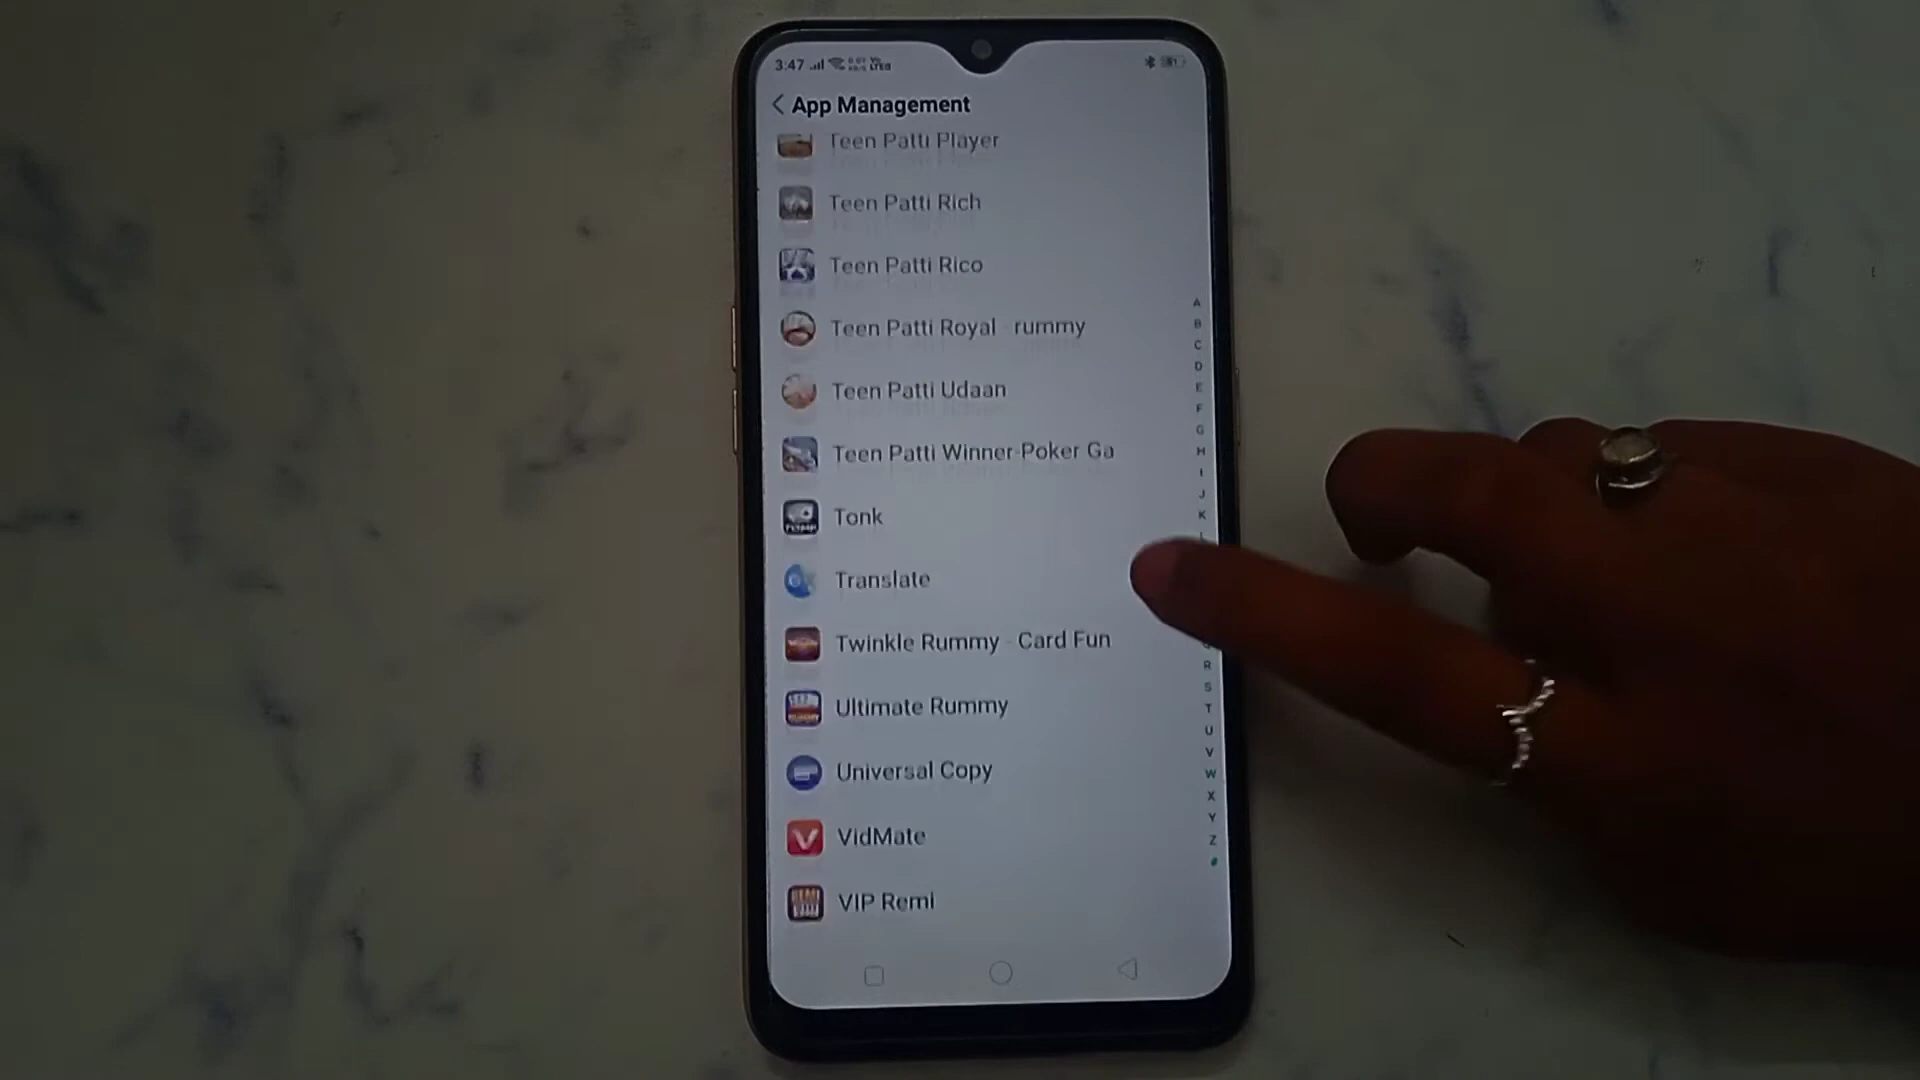 3:47
App Management
Teen Patti Player
Teen Patti Rich
Teen Patti Rico
Teen Patti Royal - rummy
Teen Patti Udaan
Teen Patti Winner-Poker Ga
Tonk
Translate
Twinkle Rummy - Card Fun
Ultimate Rummy
Universal Copy
VidMate
VIP Remi
A
B
C
D
E
F
G
H
I
J
K
L
R
S
T
U
V
W
X
Y
Z
#